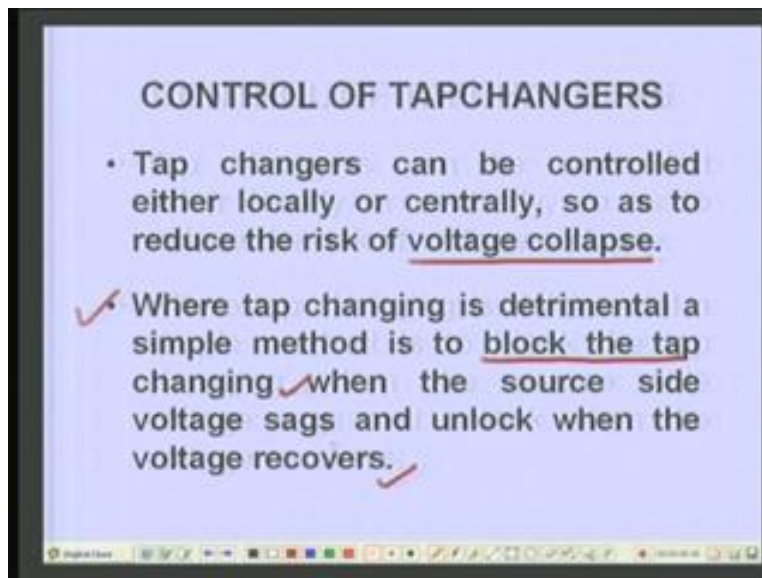 CONTROL OF TAPCHANGERS
• Tap changers can be controlled
either locally or centrally, so as to
reduce the risk of voltage collapse.
• Where tap changing is detrimental a
simple method is to block the tap
changing when the source side
voltage sags and unlock when the
voltage recovers.